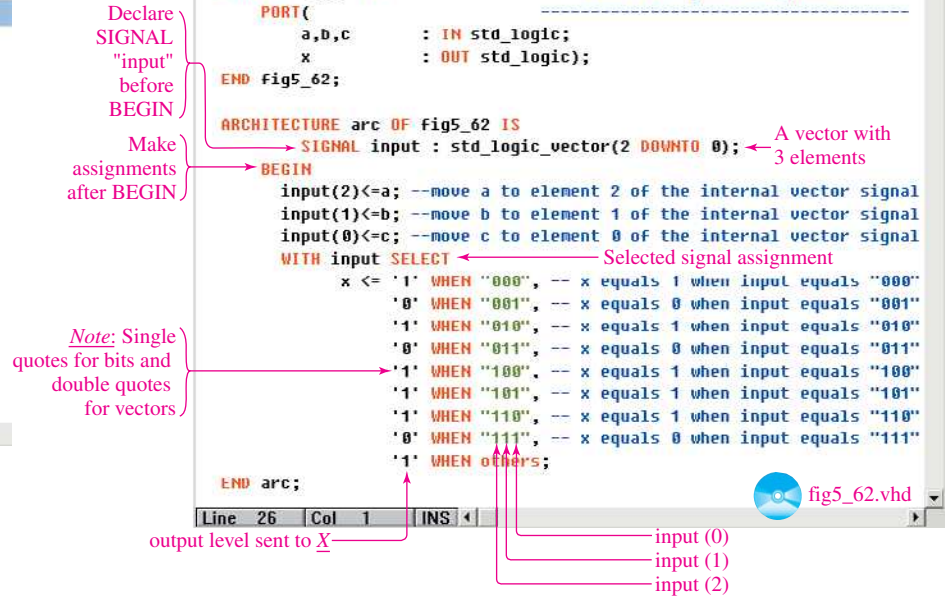 Declare
SIGNAL
"input"
before
BEGIN
PORT(
a,b,c : IN std_logic;
x : OUT std_logic);
END fig5_62;
ARCHITECTURE arc OF fig5_62 IS
SIGNAL input : std_logic_vector(2 DOWNTO 0);
A vector with
3 elements
Make
assignments
after BEGIN
BEGIN
input(2)<=a; --move a to element 2 of the internal vector signal
input(1)<=b; --move b to element 1 of the internal vector signal
input(0)<=c; --move c to element 0 of the internal vector signal
WITH input SELECT
Selected signal assignment
x <= '1' WHEN "000", -- x equals 1 when input equals "000"
'0' WHEN "001", -- x equals 0 when input equals "001"
'1' WHEN "010", -- x equals 1 when input equals "010"
'0' WHEN "011", -- x equals 0 when input equals "011"
'1' WHEN "100", -- x equals 1 when input equals "100"
'1' WHEN "101", -- x equals 1 when input equals "101"
'1' WHEN "110", -- x equals 1 when input equals "110"
'0' WHEN "111", -- x equals 0 when input equals "111"
'1' WHEN others;
Note: Single
quotes for bits and
double quotes
for vectors
END arc;
fig5_62.vhd
Line 26 Col 1 INS
output level sent to X
input (0)
input (1)
input (2)